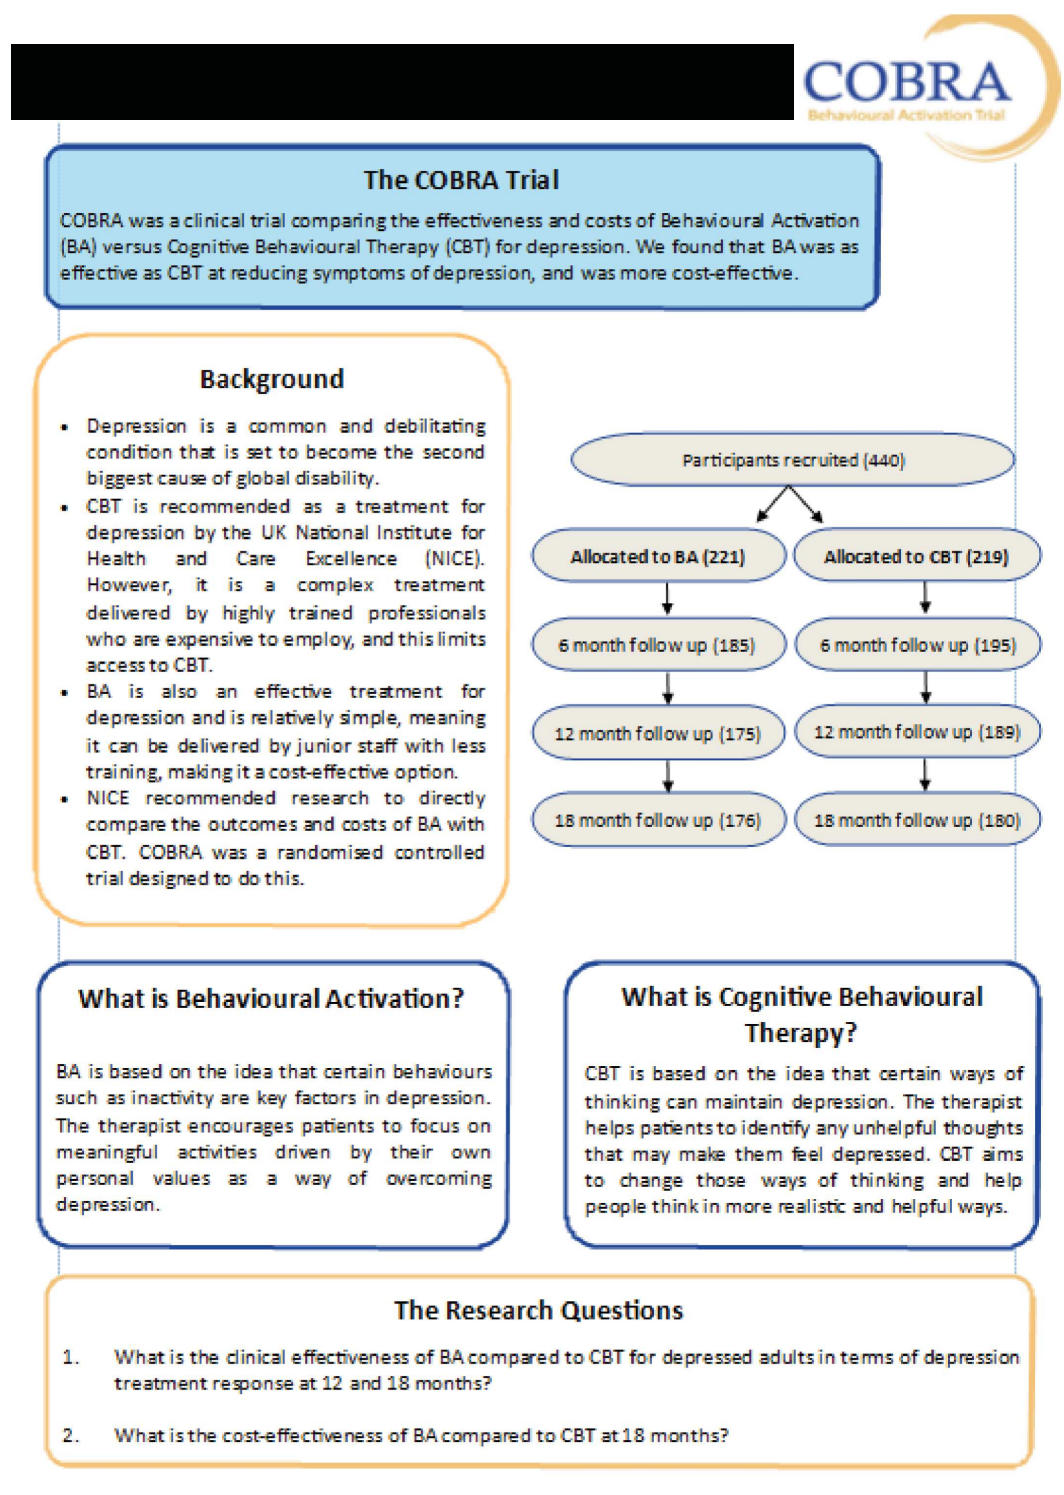 COBRA
Behavioural Activation Trial
The COBRA Trial
COBRA was a clinical trial comparing the effectiveness and costs of Behavioural Activation
(BA) versus Cognitive Behavioural Therapy (CBT) for depression. We found that BA was as
effective as CBT at reducing symptoms of depression, and was more cost-effective.
Background
• Depression is a common and debilitating
condition that is set to become the second
biggest cause of global disability.
• CBT is recommended as a treatment for
depression by the UK National Institute for
Health and Care Excellence (NICE).
However, it is a complex treatment
delivered by highly trained professionals
who are expensive to employ, and this limits
access to CBT.
• BA is also an effective treatment for
depression and is relatively simple, meaning
it can be delivered by junior staff with less
training, making it a cost-effective option.
• NICE recommended research to directly
compare the outcomes and costs of BA with
CBT. COBRA was a randomised controlled
trial designed to do this.
Participants recruited (440)
Allocated to BA (221)
Allocated to CBT (219)
6 month follow up (185)
6 month follow up (195)
12 month follow up (175)
12 month follow up (189)
18 month follow up (176)
18 month follow up (180)
What is Behavioural Activation?
BA is based on the idea that certain behaviours
such as inactivity are key factors in depression.
The therapist encourages patients to focus on
meaningful activities driven by their own
personal values as a way of overcoming
depression.
What is Cognitive Behavioural
Therapy?
CBT is based on the idea that certain ways of
thinking can maintain depression. The therapist
helps patients to identify any unhelpful thoughts
that may make them feel depressed. CBT aims
to change those ways of thinking and help
people think in more realistic and helpful ways.
The Research Questions
1. What is the clinical effectiveness of BA compared to CBT for depressed adults in terms of depression
treatment response at 12 and 18 months?
2. What is the cost-effectiveness of BA compared to CBT at 18 months?